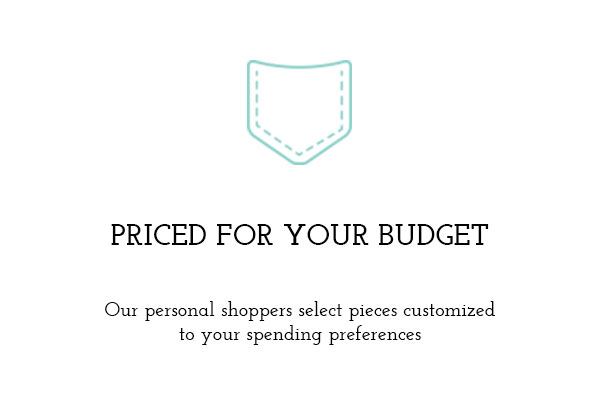 PRICED FOR YOUR BUDGET
Our personal shoppers select pieces customized
to your spending preferences